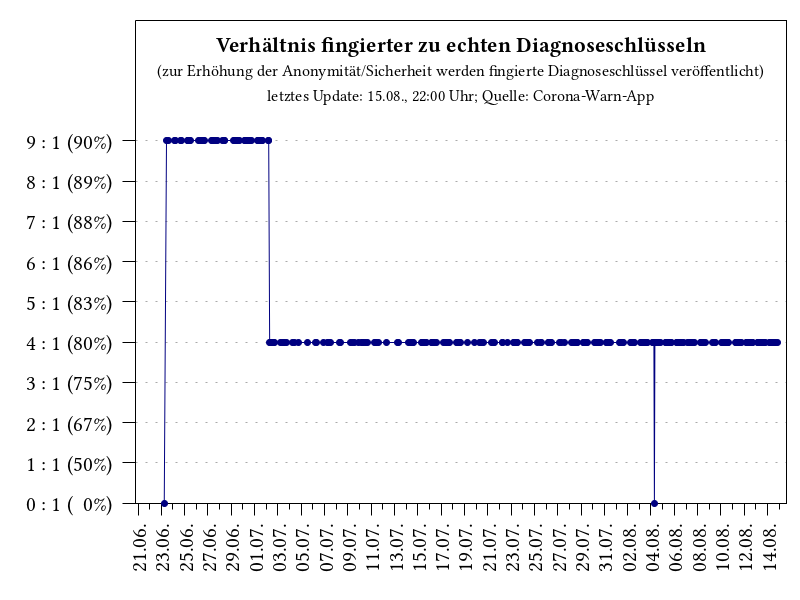 Verhältnis fingierter zu echten Diagnoseschlüsseln
(zur Erhöhung der Anonymität/Sicherheit werden fingierte Diagnoseschlüssel veröffentlicht)
letztes Update: 15.08., 22:00 Uhr; Quelle: Corona-Warn-App
9 : 1 (90%)
8 : 1 (89%)
7 : 1 (88%)
6 : 1 (86%)
5 : 1 (83%)
4 : 1 (80%)
3 : 1 (75%)
2 : 1 (67%)
1 : 1 (50%)
0 : 1 (  0%)
21.06.
23.06.
25.06.
27.06.
29.06.
01.07.
03.07.
05.07.
07.07.
09.07.
11.07.
13.07.
15.07.
17.07.
19.07.
21.07.
23.07.
25.07.
27.07.
29.07.
31.07.
02.08.
04.08.
06.08.
08.08.
10.08.
12.08.
14.08.